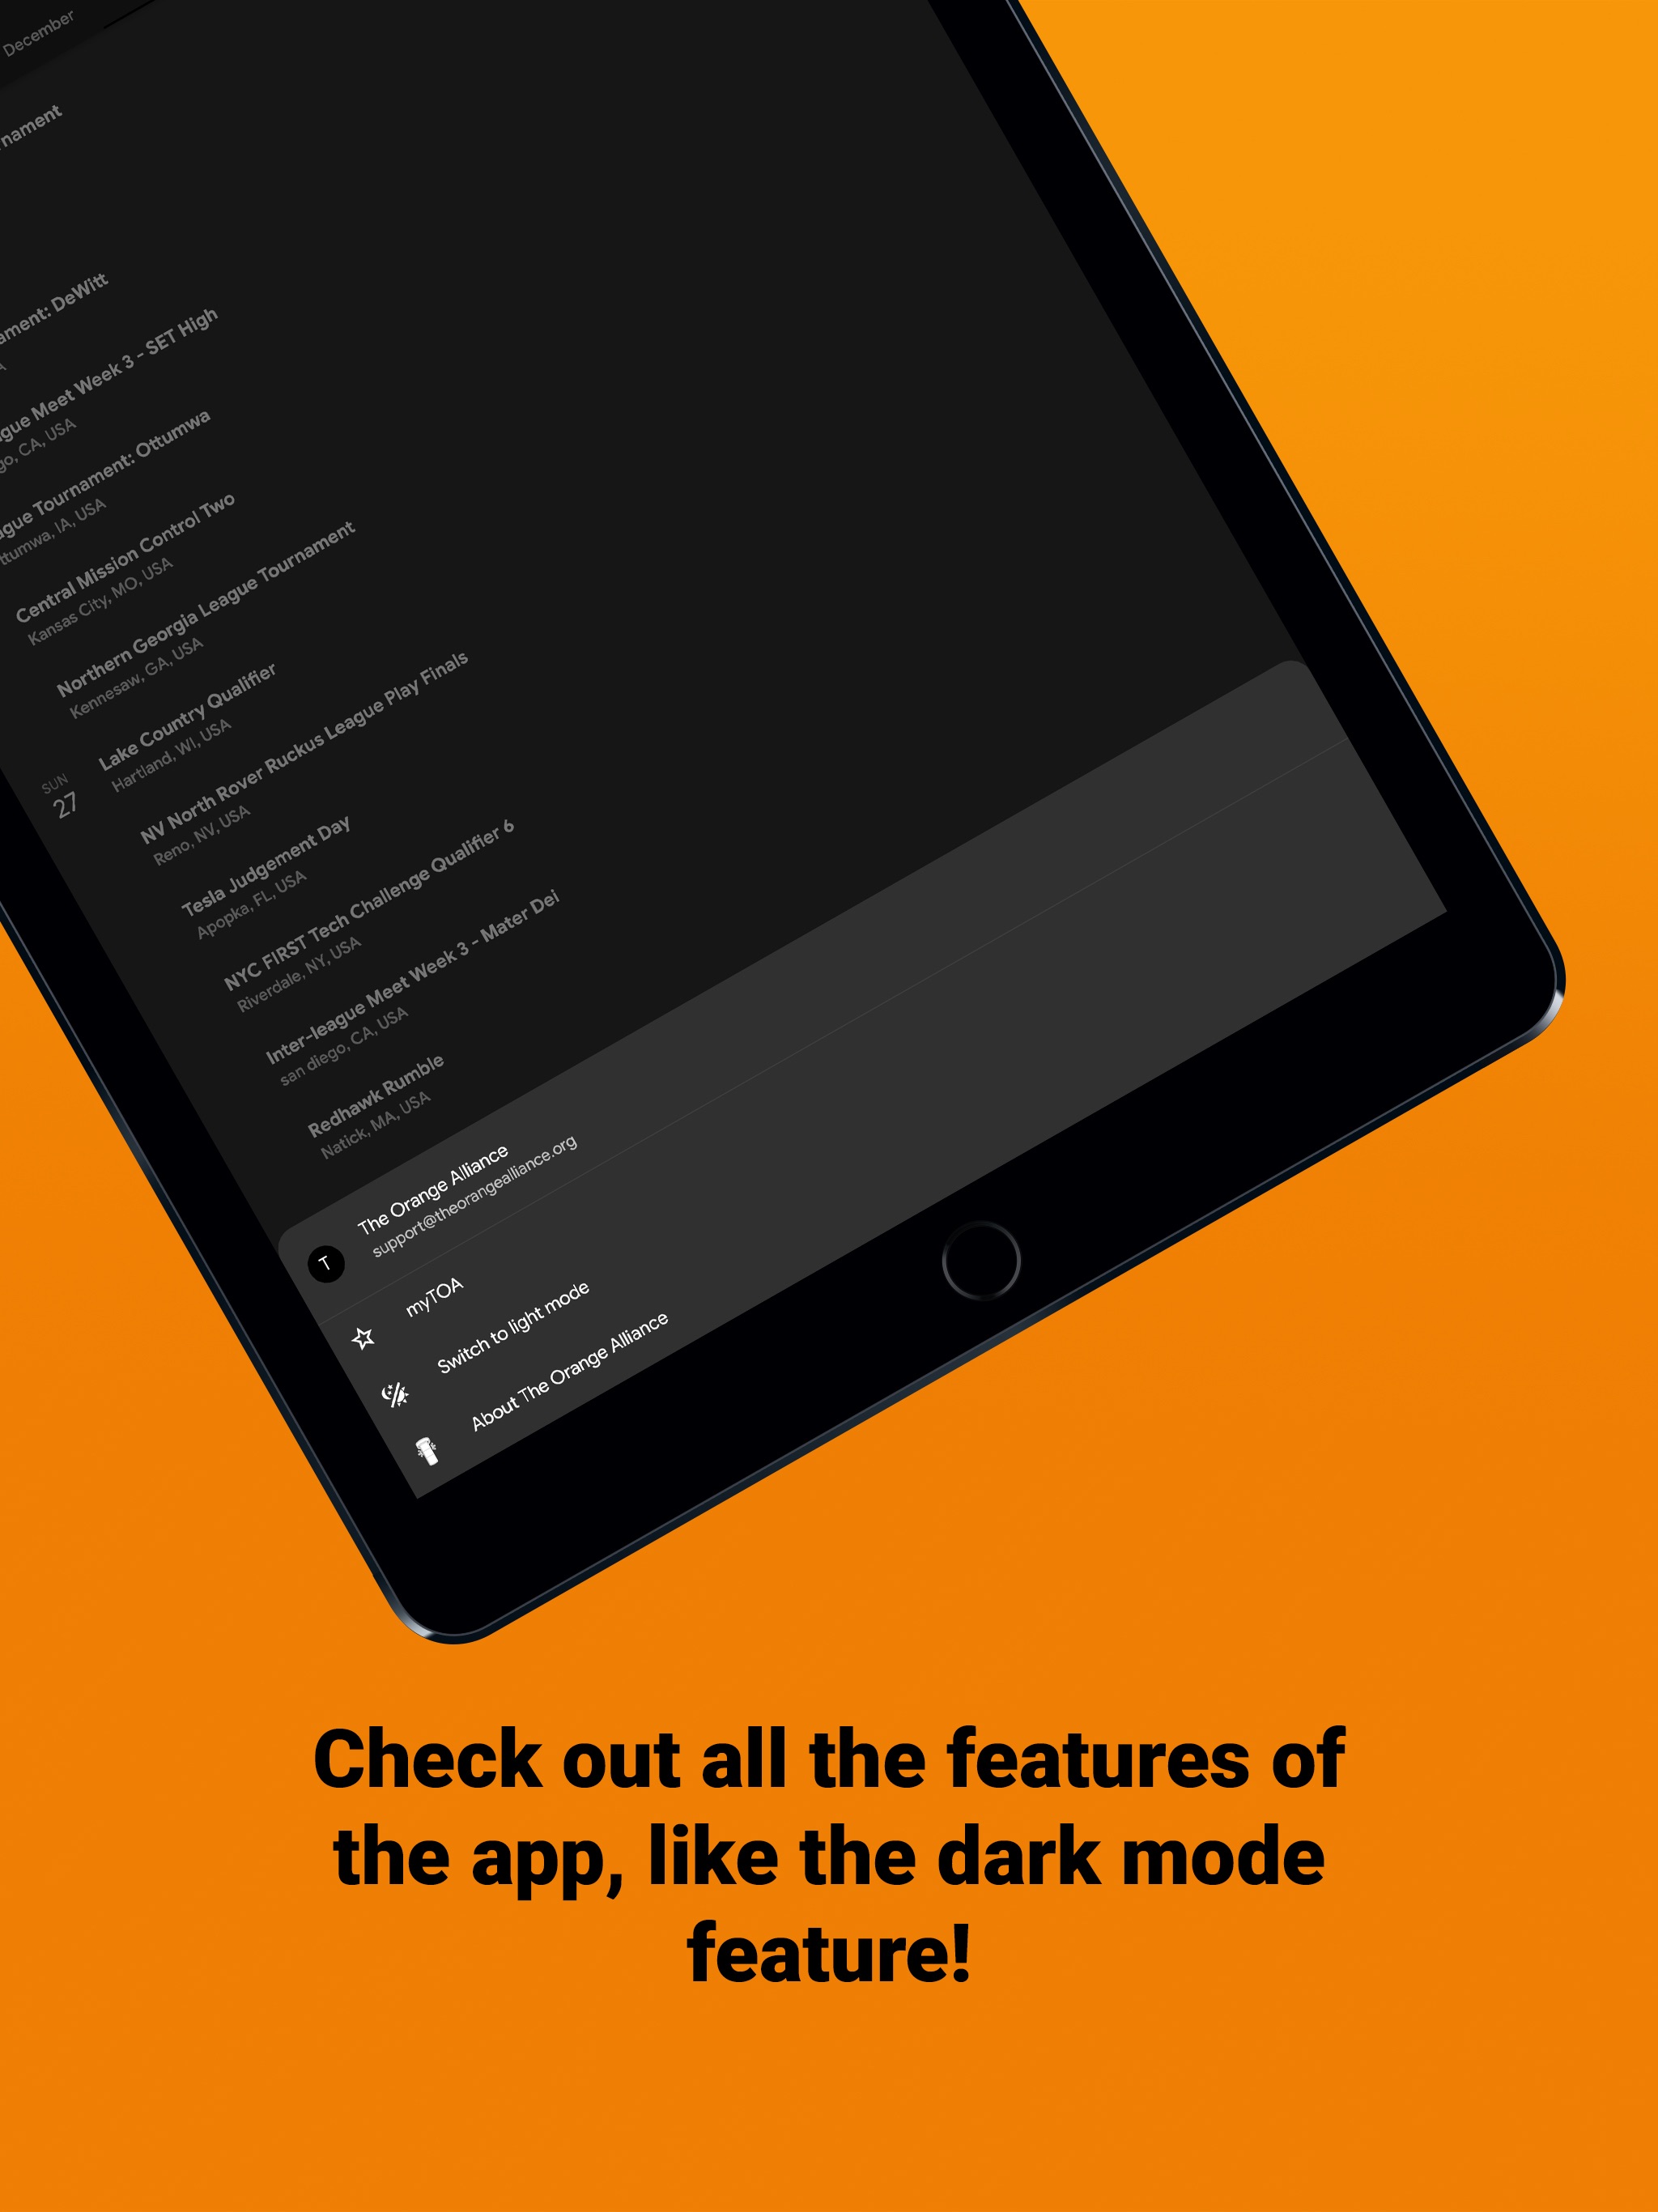 December
nament
ament: DeWitt
gue Meet Week 3 - SET High
go, CA, USA
gue Tournament: Ottumwa
ttumwa, IA, USA
Central Mission Control Two
Kansas City, MO, USA
Northern Georgia League Tournament
Kennesaw, GA, USA
SUN
27
Lake Country Qualifier
Hartland, WI, USA
NV North Rover Ruckus League Play Finals
Reno, NV, USA
Tesla Judgement Day
Apopka, FL, USA
NYC FIRST Tech Challenge Qualifier 6
Riverdale, NY, USA
Inter-league Meet Week 3 - Mater Dei
san diego, CA, USA
Redhawk Rumble
Natick, MA, USA
T
The Orange Alliance
support@theorangealliance.org
myTOA
Switch to light mode
About The Orange Alliance
Check out all the features of
the app, like the dark mode
feature!